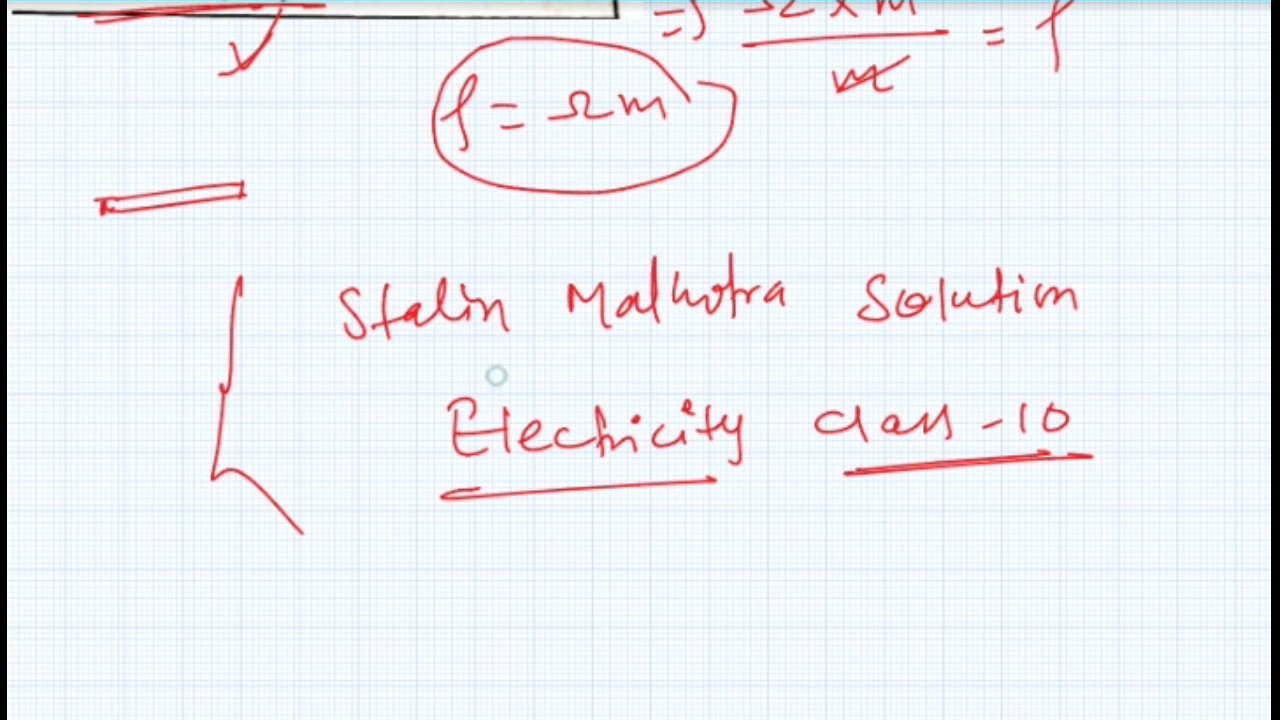 => Ω × m / m = ρ
ρ = Ωm
Stalin Malhotra Solution
Electricity class -10